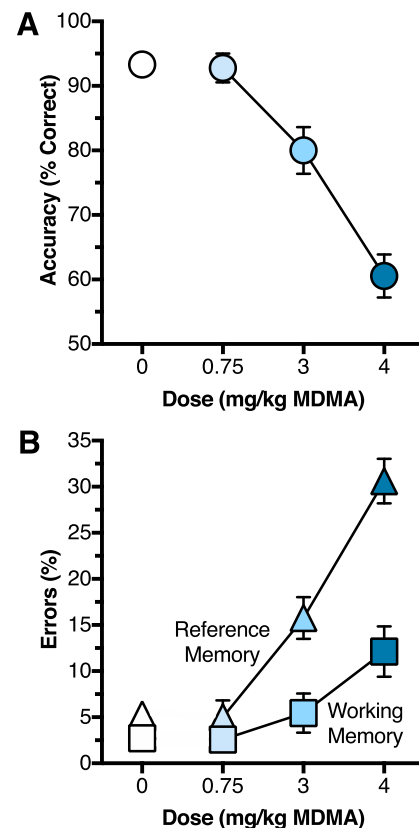 A
100
90
80
70
60
50
Accuracy (% Correct)
0 0.75 3 4
Dose (mg/kg MDMA)
B
35
30
25
20
15
10
5
0
Errors (%)
Reference
Memory
Working
Memory
0 0.75 3 4
Dose (mg/kg MDMA)